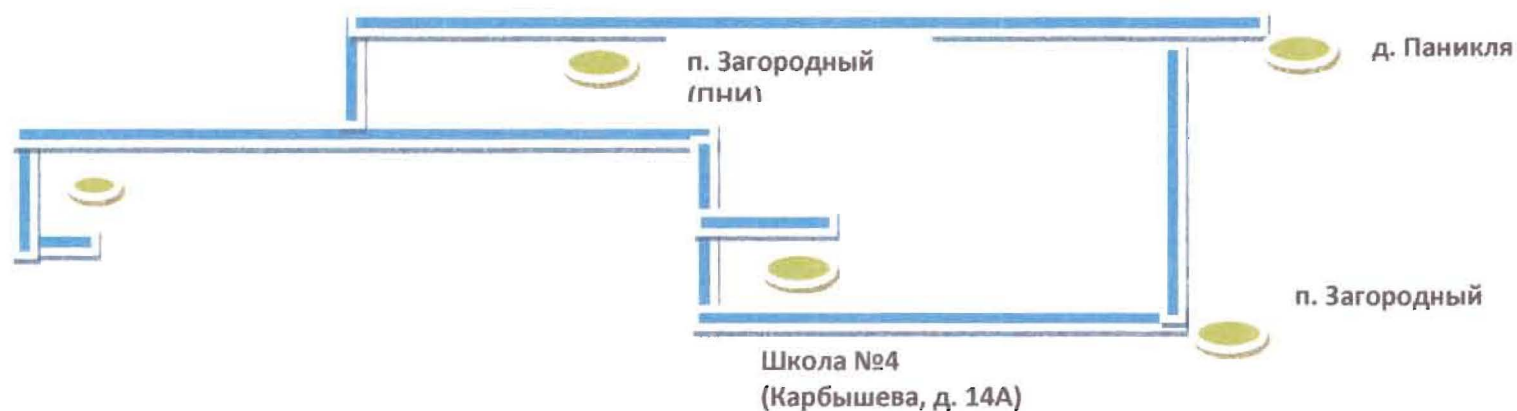 п. Загородный
(ПНИ)
д. Паникля
п. Загородный
Школа №4
(Карбышева, д. 14А)